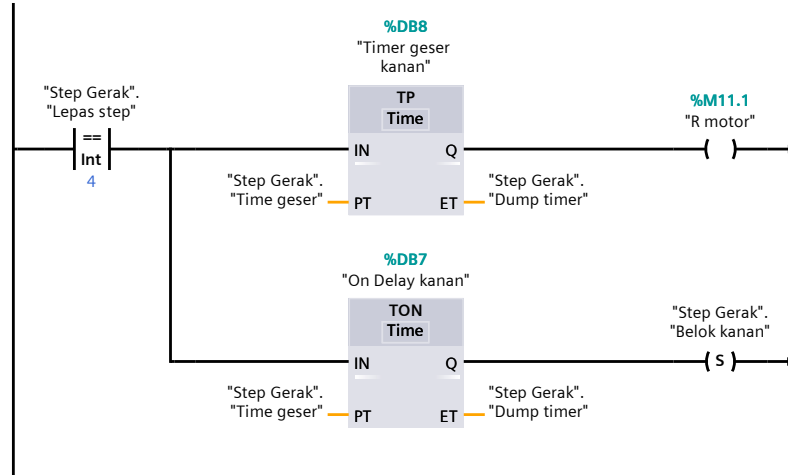 %DB8
"Timer geser
kanan"
"Step Gerak".
"Lepas step"
==
Int
4
TP
Time
IN
Q
%M11.1
"R motor"
( )
"Step Gerak".
"Time geser"
PT
ET
"Step Gerak".
"Dump timer"
%DB7
"On Delay kanan"
TON
Time
IN
Q
"Step Gerak".
"Belok kanan"
( S )
"Step Gerak".
"Time geser"
PT
ET
"Step Gerak".
"Dump timer"